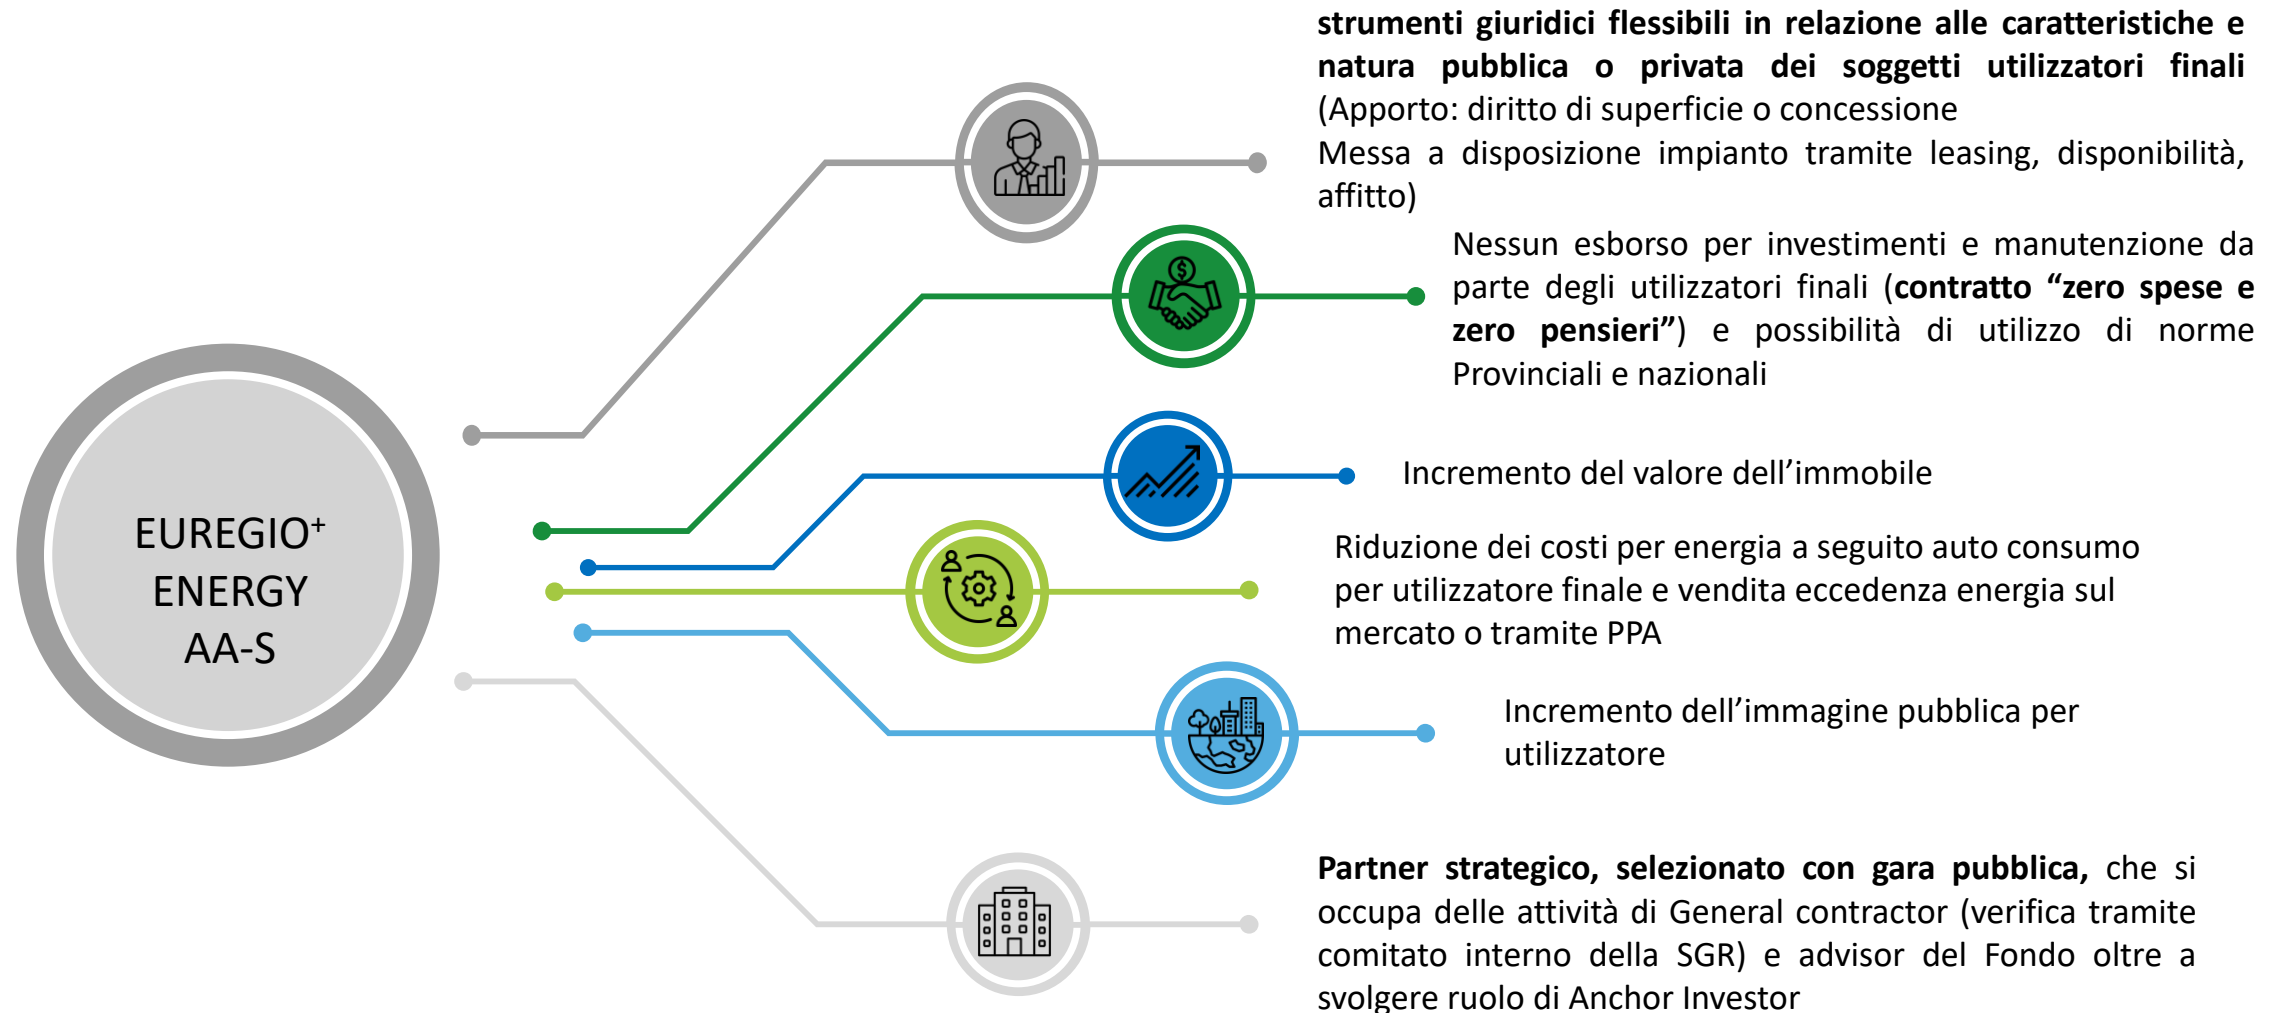 strumenti giuridici flessibili in relazione alle caratteristiche e
natura pubblica o privata dei soggetti utilizzatori finali
(Apporto: diritto di superficie o concessione
Messa a disposizione impianto tramite leasing, disponibilità,
affitto)
Nessun esborso per investimenti e manutenzione da
parte degli utilizzatori finali (contratto “zero spese e
zero pensieri”) e possibilità di utilizzo di norme
Provinciali e nazionali
Incremento del valore dell’immobile
EUREGIO⁺
ENERGY
AA-S
Riduzione dei costi per energia a seguito auto consumo
per utilizzatore finale e vendita eccedenza energia sul
mercato o tramite PPA
Incremento dell’immagine pubblica per
utilizzatore
Partner strategico, selezionato con gara pubblica, che si
occupa delle attività di General contractor (verifica tramite
comitato interno della SGR) e advisor del Fondo oltre a
svolgere ruolo di Anchor Investor